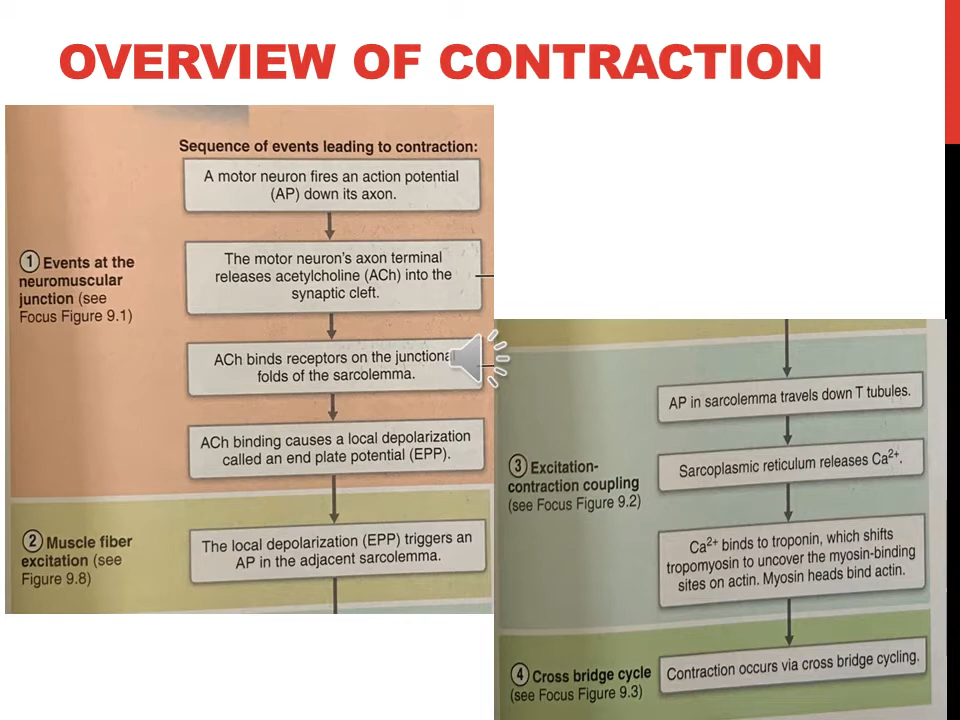 OVERVIEW OF CONTRACTION
Sequence of events leading to contraction:
A motor neuron fires an action potential
(AP) down its axon.
1 Events at the
neuromuscular
junction (see
Focus Figure 9.1)
The motor neuron's axon terminal
releases acetylcholine (ACh) into the
synaptic cleft.
ACh binds receptors on the junctional
folds of the sarcolemma.
ACh binding causes a local depolarization
called an end plate potential (EPP).
2 Muscle fiber
excitation (see
Figure 9.8)
The local depolarization (EPP) triggers an
AP in the adjacent sarcolemma.
AP in sarcolemma travels down T tubules.
3 Excitation-
contraction coupling
(see Focus Figure 9.2)
Sarcoplasmic reticulum releases Ca²⁺.
Ca²⁺ binds to troponin, which shifts
tropomyosin to uncover the myosin-binding
sites on actin. Myosin heads bind actin.
4 Cross bridge cycle
(see Focus Figure 9.3)
Contraction occurs via cross bridge cycling.